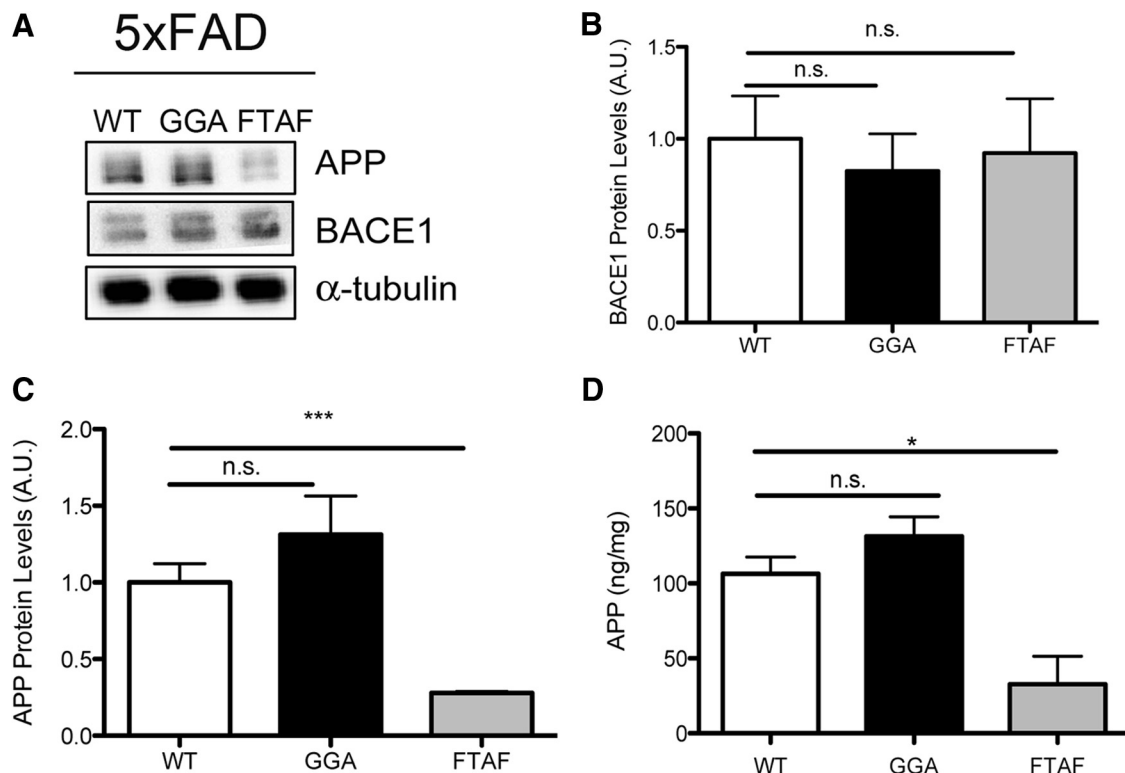 A
5xFAD
WT GGA FTAF
APP
BACE1
α-tubulin
B
BACE1 Protein Levels (A.U.)
1.5
1.0
0.5
0.0
n.s.
n.s.
WT GGA FTAF
C
APP Protein Levels (A.U.)
2.0
1.5
1.0
0.5
0.0
***
n.s.
WT GGA FTAF
D
APP (ng/mg)
200
150
100
50
0
*
n.s.
WT GGA FTAF